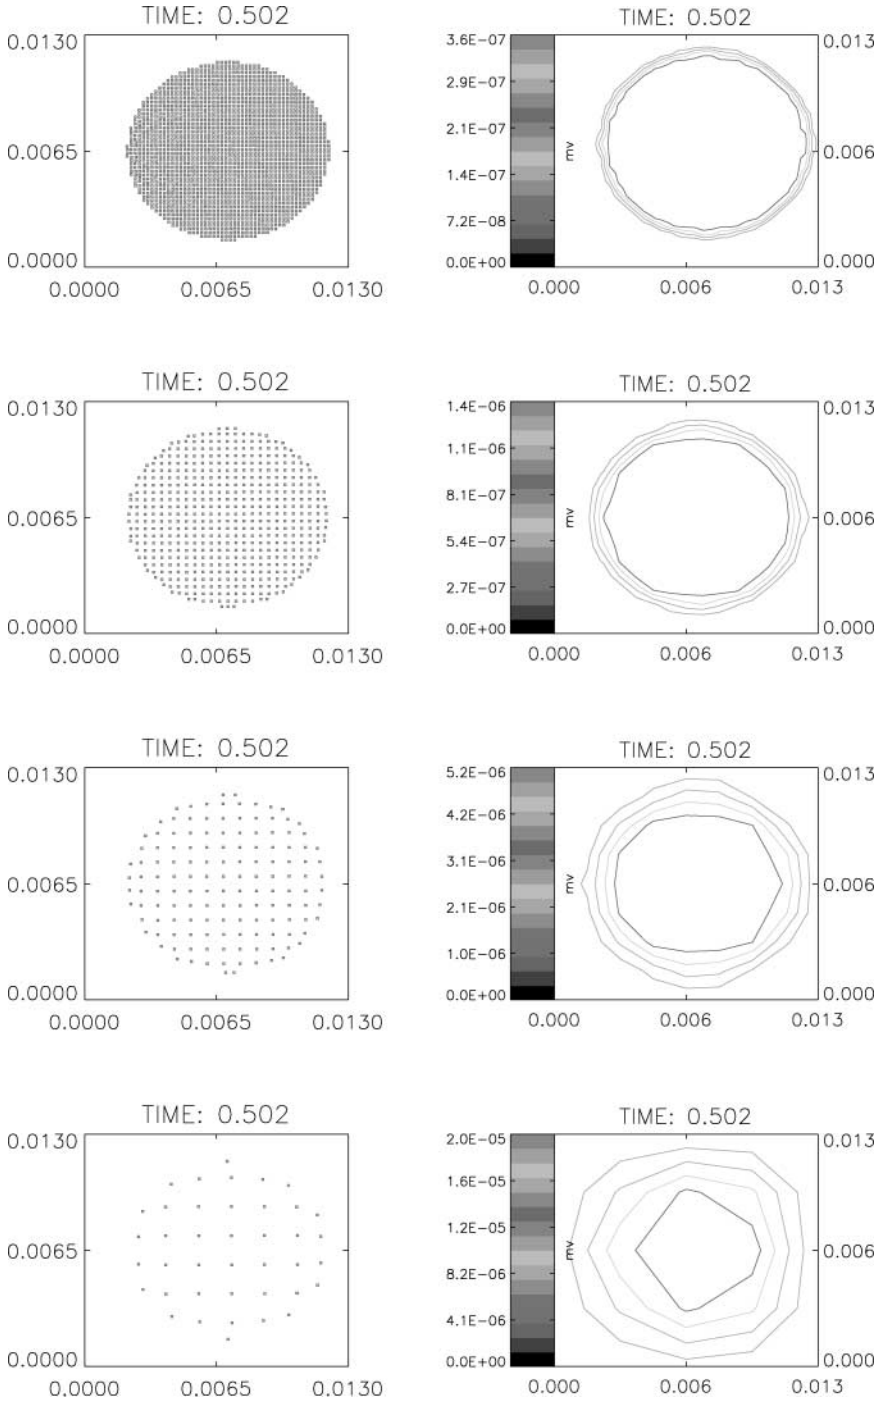 TIME: 0.502
0.0130
0.0065
0.0000
0.0000 0.0065 0.0130
TIME: 0.502
3.6E-07
2.9E-07
2.1E-07
1.4E-07
7.2E-08
0.0E+00
mv
0.013
0.006
0.000
0.000 0.006 0.013
TIME: 0.502
0.0130
0.0065
0.0000
0.0000 0.0065 0.0130
TIME: 0.502
1.4E-06
1.1E-06
8.1E-07
5.4E-07
2.7E-07
0.0E+00
mv
0.013
0.006
0.000
0.000 0.006 0.013
TIME: 0.502
0.0130
0.0065
0.0000
0.0000 0.0065 0.0130
TIME: 0.502
5.2E-06
4.2E-06
3.1E-06
2.1E-06
1.0E-06
0.0E+00
mv
0.013
0.006
0.000
0.000 0.006 0.013
TIME: 0.502
0.0130
0.0065
0.0000
0.0000 0.0065 0.0130
TIME: 0.502
2.0E-05
1.6E-05
1.2E-05
8.2E-06
4.1E-06
0.0E+00
mv
0.013
0.006
0.000
0.000 0.006 0.013